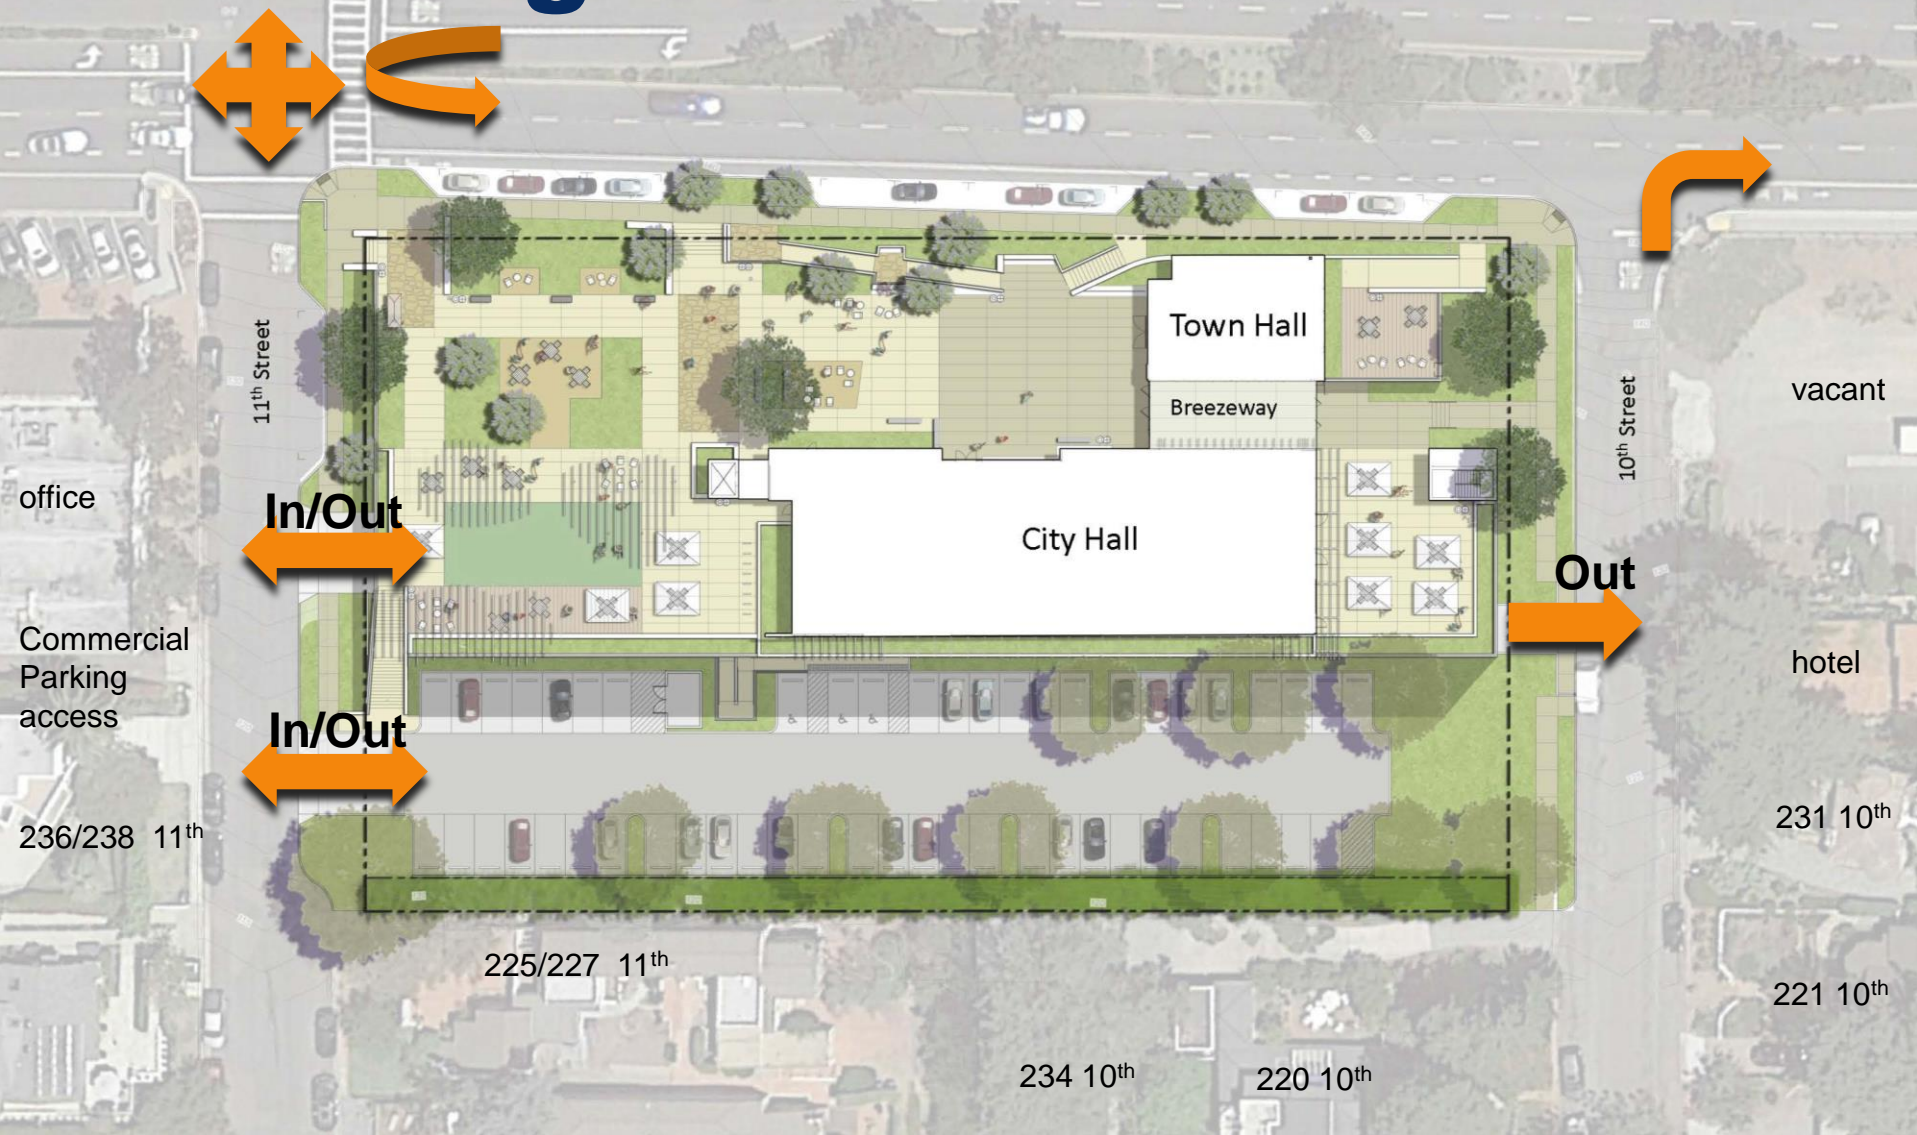 g
11th Street
Town Hall
Breezeway
10th Street
vacant
office
In/Out
City Hall
Out
Commercial
Parking
access
hotel
In/Out
236/238 11th
231 10th
225/227 11th
221 10th
234 10th
220 10th